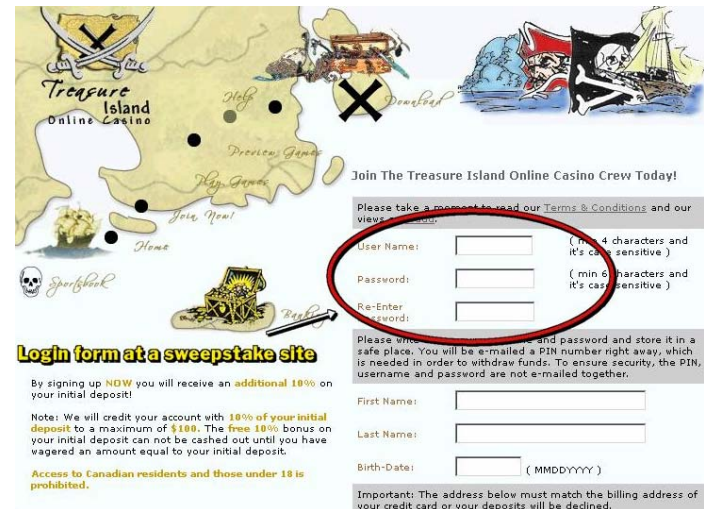 Treasure
Island
Online Casino
Help
Download
Preview Games
Play Games
Join Now!
Home
Sportsbook
Banking
Login form at a sweepstake site
By signing up NOW you will receive an additional 10% on
your initial deposit!
Note: We will credit your account with 10% of your initial
deposit to a maximum of $100. The free 10% bonus on
your initial deposit can not be cashed out until you have
wagered an amount equal to your initial deposit.
Access to Canadian residents and those under 18 is
prohibited.
Join The Treasure Island Online Casino Crew Today!
Please take a moment to read our Terms & Conditions and our
views
User Name:
( min 4 characters and
it's case sensitive )
Password:
( min 6 characters and
it's case sensitive )
Re-Enter
Password:
Please write and password and store it in a
safe place. You will be e-mailed a PIN number right away, which
is needed in order to withdraw funds. To ensure security, the PIN,
username and password are not e-mailed together.
First Name:
Last Name:
Birth-Date:
( MMDDYYYY )
Important: The address below must match the billing address of
your credit card or your deposits will be declined.